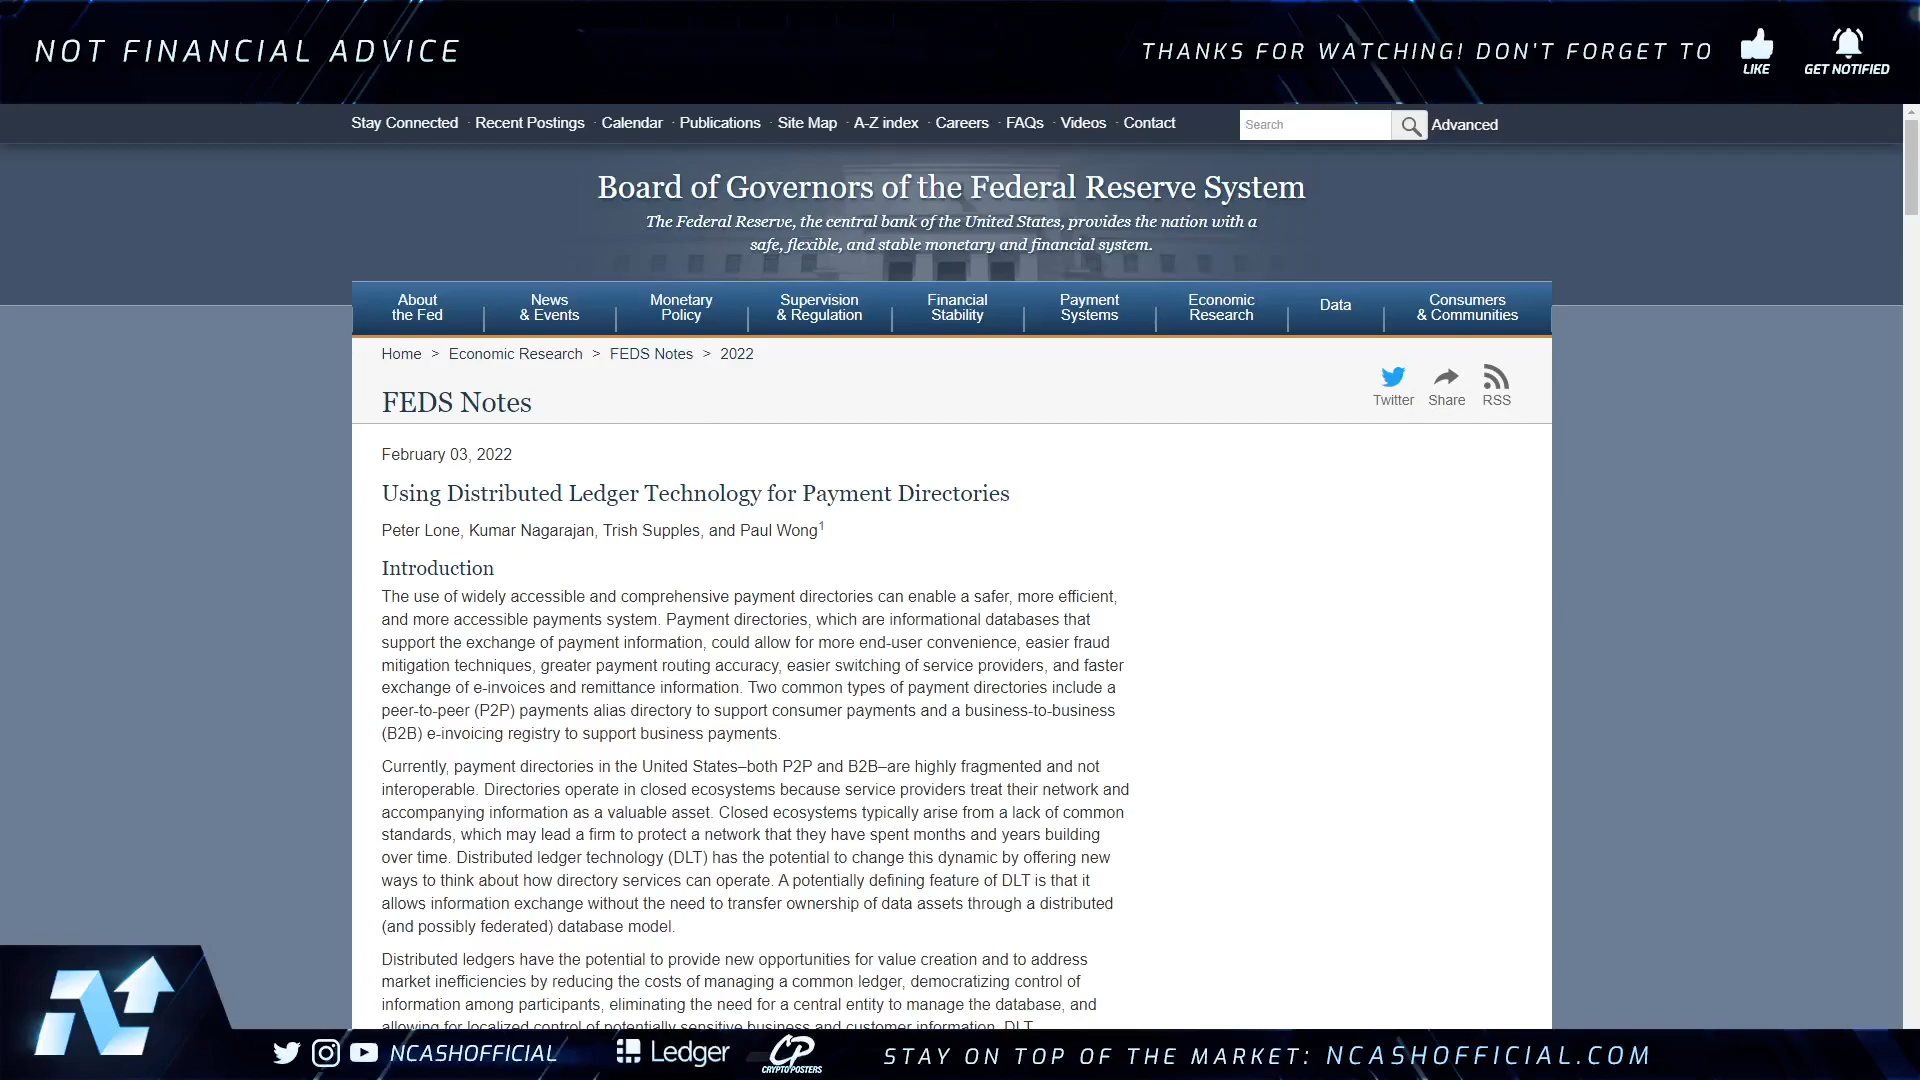 NOT FINANCIAL ADVICE
THANKS FOR WATCHING! DON'T FORGET TO
LIKE
GET NOTIFIED
Stay Connected · Recent Postings · Calendar · Publications · Site Map · A-Z index · Careers · FAQs · Videos · Contact
Search
Advanced
Board of Governors of the Federal Reserve System
The Federal Reserve, the central bank of the United States, provides the nation with a
safe, flexible, and stable monetary and financial system.
About
the Fed
News
& Events
Monetary
Policy
Supervision
& Regulation
Financial
Stability
Payment
Systems
Economic
Research
Data
Consumers
& Communities
Home > Economic Research > FEDS Notes > 2022
Twitter
Share
RSS
FEDS Notes
February 03, 2022
Using Distributed Ledger Technology for Payment Directories
Peter Lone, Kumar Nagarajan, Trish Supples, and Paul Wong1
Introduction
The use of widely accessible and comprehensive payment directories can enable a safer, more efficient,
and more accessible payments system. Payment directories, which are informational databases that
support the exchange of payment information, could allow for more end-user convenience, easier fraud
mitigation techniques, greater payment routing accuracy, easier switching of service providers, and faster
exchange of e-invoices and remittance information. Two common types of payment directories include a
peer-to-peer (P2P) payments alias directory to support consumer payments and a business-to-business
(B2B) e-invoicing registry to support business payments.
Currently, payment directories in the United States–both P2P and B2B–are highly fragmented and not
interoperable. Directories operate in closed ecosystems because service providers treat their network and
accompanying information as a valuable asset. Closed ecosystems typically arise from a lack of common
standards, which may lead a firm to protect a network that they have spent months and years building
over time. Distributed ledger technology (DLT) has the potential to change this dynamic by offering new
ways to think about how directory services can operate. A potentially defining feature of DLT is that it
allows information exchange without the need to transfer ownership of data assets through a distributed
(and possibly federated) database model.
Distributed ledgers have the potential to provide new opportunities for value creation and to address
market inefficiencies by reducing the costs of managing a common ledger, democratizing control of
information among participants, eliminating the need for a central entity to manage the database, and
allowing for localized control of potentially sensitive business and customer information. DLT
NCASHOFFICIAL
Ledger
CP
CRYPTOPOSTERS
STAY ON TOP OF THE MARKET: NCASHOFFICIAL.COM